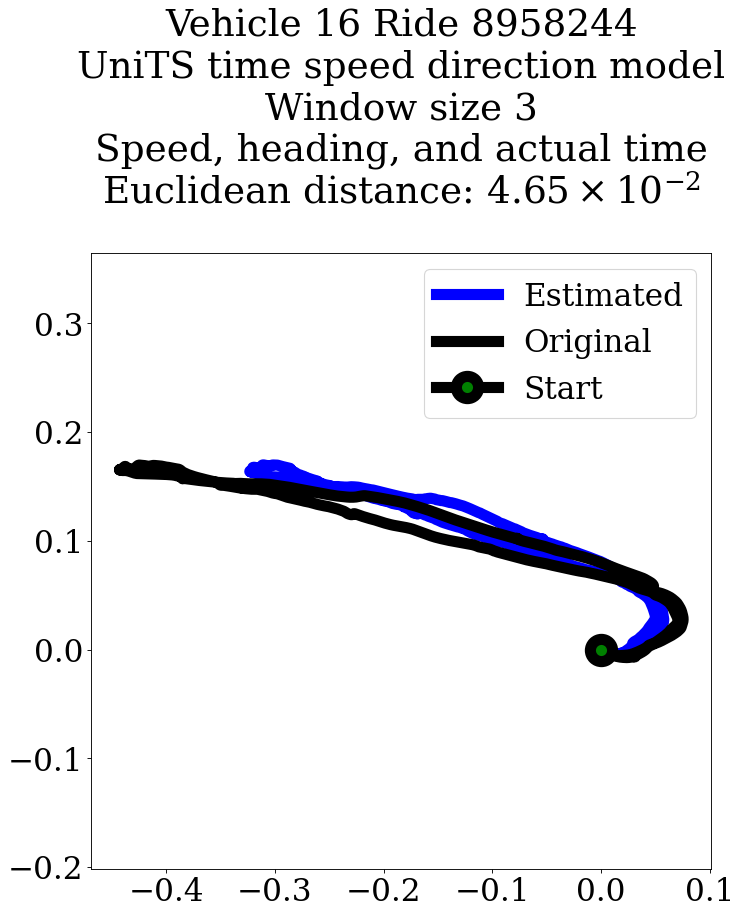 Vehicle 16 Ride 8958244
UniTS time speed direction model
Window size 3
Speed, heading, and actual time
Euclidean distance: 4.65 × 10⁻²
Estimated
Original
Start
0.3
0.2
0.1
0.0
−0.1
−0.2
−0.4 −0.3 −0.2 −0.1 0.0 0.1